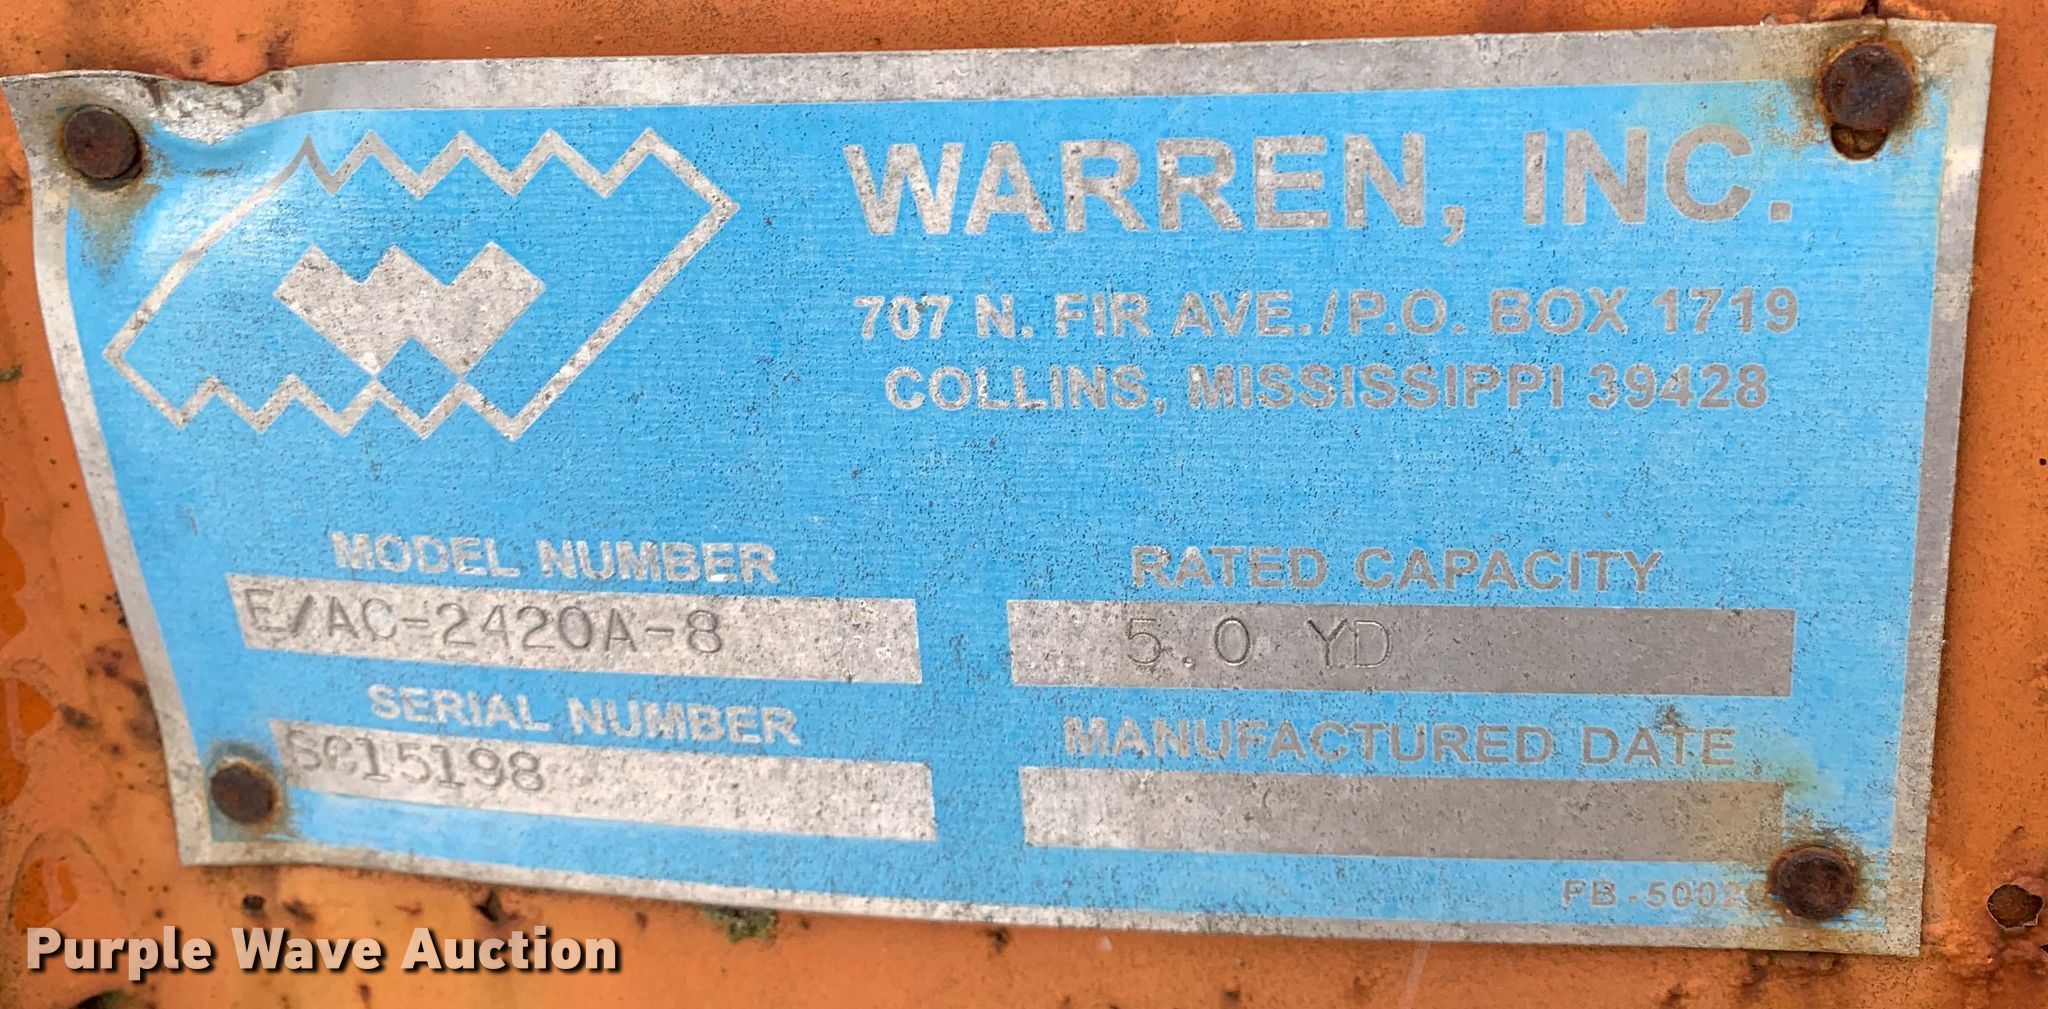 WARREN, INC.
707 N. FIR AVE./P.O. BOX 1719
COLLINS, MISSISSIPPI 39428
MODEL NUMBER
E/AC-2420A-8
RATED CAPACITY
5.0 YD
SERIAL NUMBER
SC15198
MANUFACTURED DATE
Purple Wave Auction